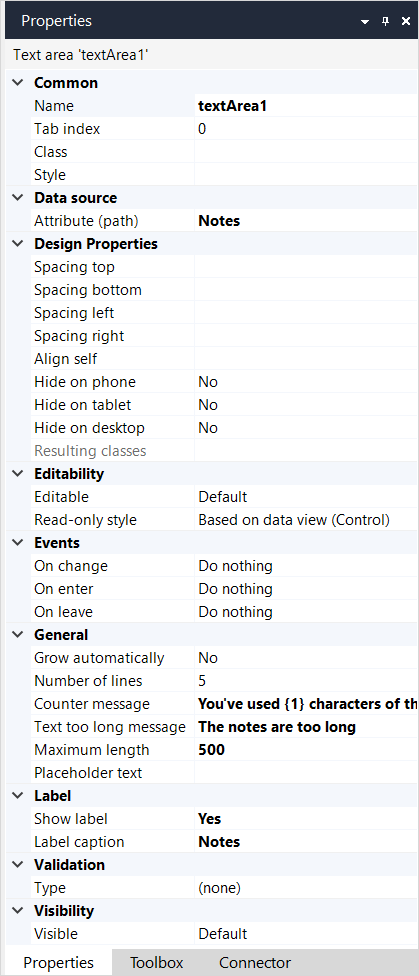 Properties
Text area 'textArea1'
Common
Name textArea1
Tab index 0
Class
Style
Data source
Attribute (path) Notes
Design Properties
Spacing top
Spacing bottom
Spacing left
Spacing right
Align self
Hide on phone No
Hide on tablet No
Hide on desktop No
Resulting classes
Editability
Editable Default
Read-only style Based on data view (Control)
Events
On change Do nothing
On enter Do nothing
On leave Do nothing
General
Grow automatically No
Number of lines 5
Counter message You've used {1} characters of th
Text too long message The notes are too long
Maximum length 500
Placeholder text
Label
Show label Yes
Label caption Notes
Validation
Type (none)
Visibility
Visible Default
Properties Toolbox Connector